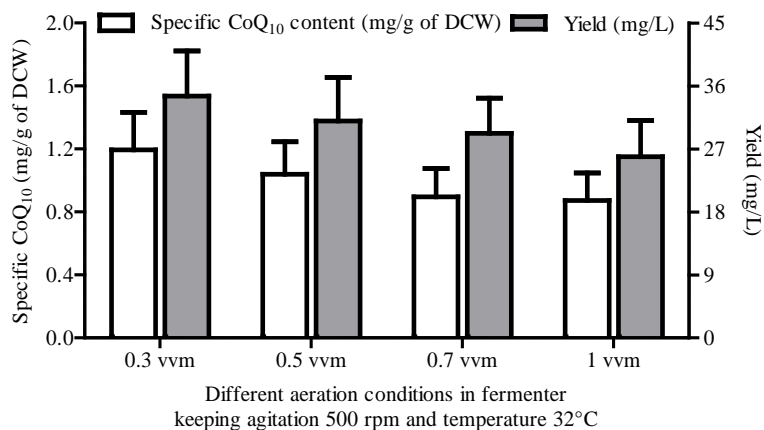 Specific CoQ10 content (mg/g of DCW)
Yield (mg/L)
Specific CoQ10 (mg/g of DCW)
2.0
1.6
1.2
0.8
0.4
0.0
45
36
27
18
9
0
Yield (mg/L)
0.3 vvm 0.5 vvm 0.7 vvm 1 vvm
Different aeration conditions in fermenter
keeping agitation 500 rpm and temperature 32°C